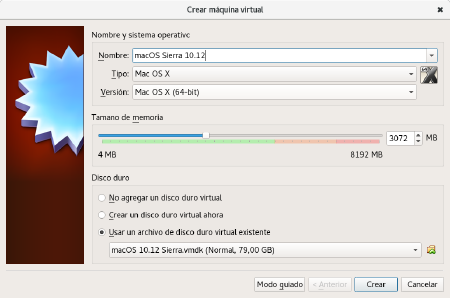 Crear máquina virtual
Nombre y sistema operativo
Nombre: macOS Sierra 10.12
Tipo: Mac OS X
Versión: Mac OS X (64-bit)
Tamano de memoria
3072 MB
4 MB 8192 MB
Disco duro
No agregar un disco duro virtual
Crear un disco duro virtual ahora
Usar un archivo de disco duro virtual existente
macOS 10.12 Sierra.vmdk (Normal, 79,00 GB)
Modo guiado < Anterior Crear Cancelar